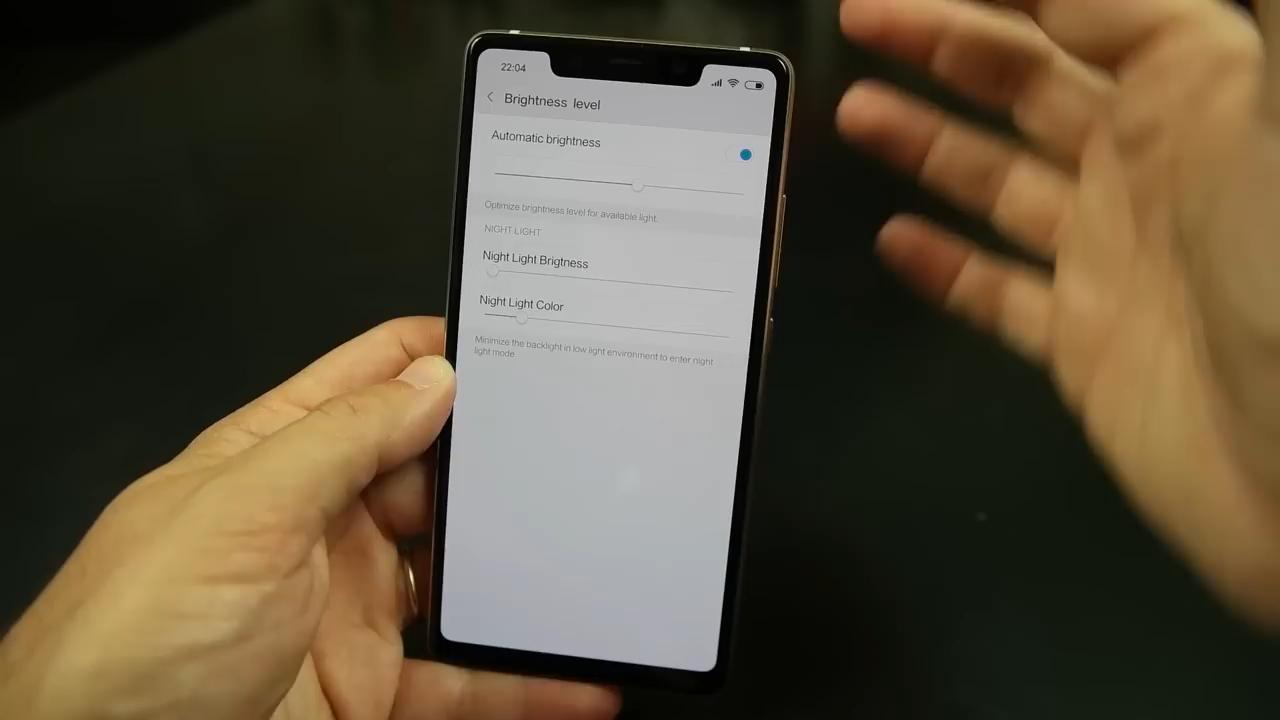 22:04
Brightness level
Automatic brightness
Optimize brightness level for available light.
NIGHT LIGHT
Night Light Brigtness
Night Light Color
Minimize the backlight in low light environment to enter night
light mode